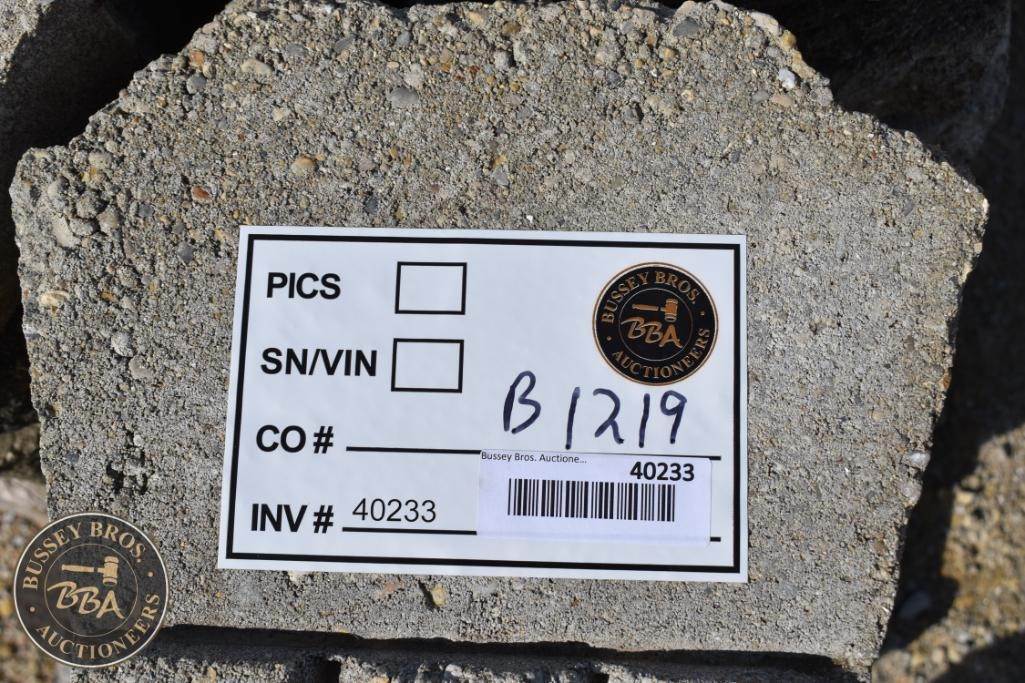 PICS
SN/VIN
BUSSEY BROS.
BBA
AUCTIONEERS
B1219
CO #
Bussey Bros. Auctione...
40233
INV # 40233
BUSSEY BROS.
BBA
AUCTIONEERS